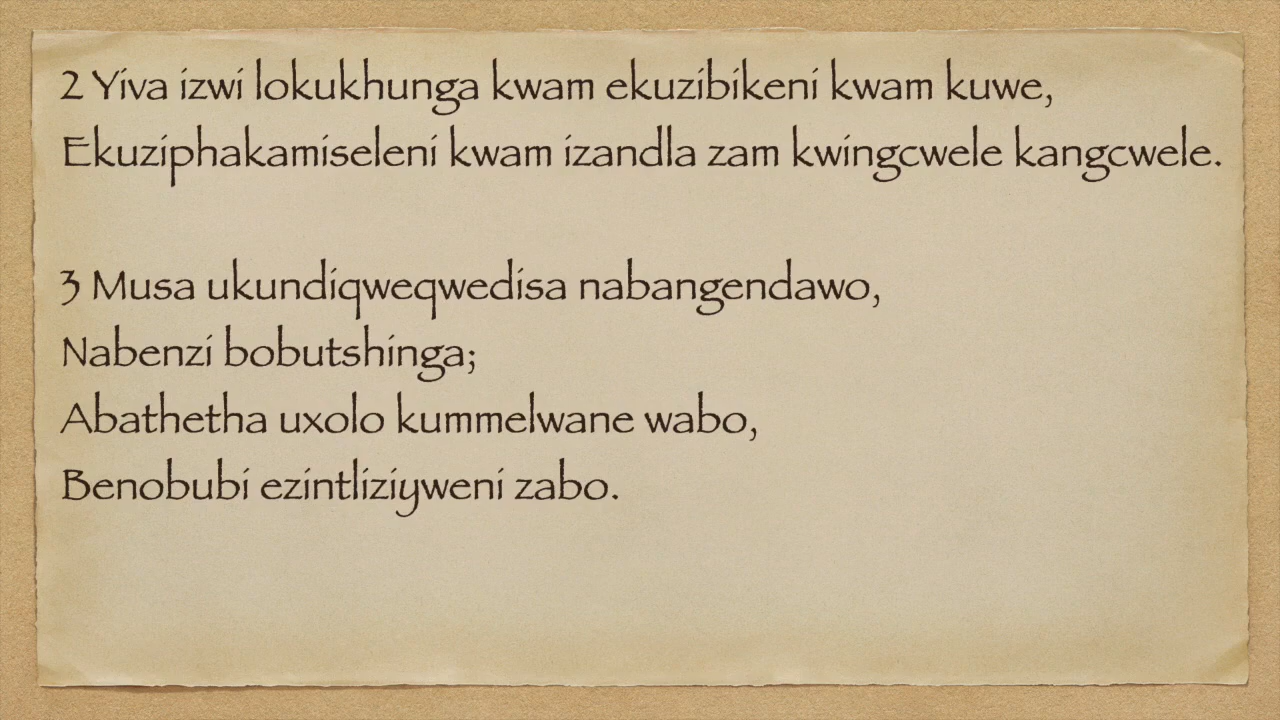 2 Yiva izwi lokukhunga kwam ekuzibikeni kwam kuwe,
Ekuziphakamiseleni kwam izandla zam kwingcwele kangcwele.
3 Musa ukundiqweqwedisa nabangendawo,
Nabenzi bobutshinga;
Abathetha uxolo kummelwane wabo,
Benobubi ezintliziyweni zabo.